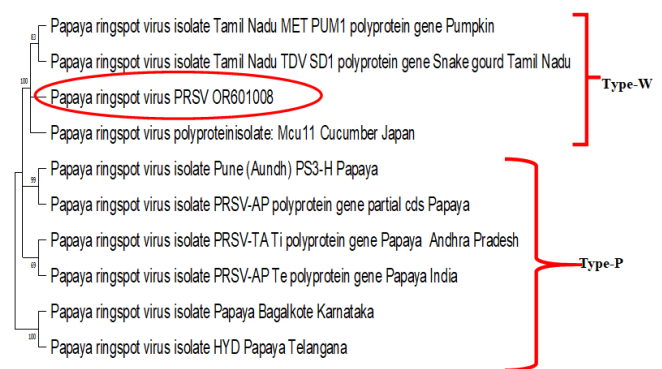 Papaya ringspot virus isolate Tamil Nadu MET PUM1 polyprotein gene Pumpkin
83
Papaya ringspot virus isolate Tamil Nadu TDV SD1 polyprotein gene Snake gourd Tamil Nadu
100
Type-W
Papaya ringspot virus PRSV OR601008
Papaya ringspot virus polyproteinisolate: Mcu11 Cucumber Japan
Papaya ringspot virus isolate Pune (Aundh) PS3-H Papaya
99
Papaya ringspot virus isolate PRSV-AP polyprotein gene partial cds Papaya
Papaya ringspot virus isolate PRSV-TA Ti polyprotein gene Papaya Andhra Pradesh
69
Type-P
Papaya ringspot virus isolate PRSV-AP Te polyprotein gene Papaya India
Papaya ringspot virus isolate Papaya Bagalkote Karnataka
100
Papaya ringspot virus isolate HYD Papaya Telangana